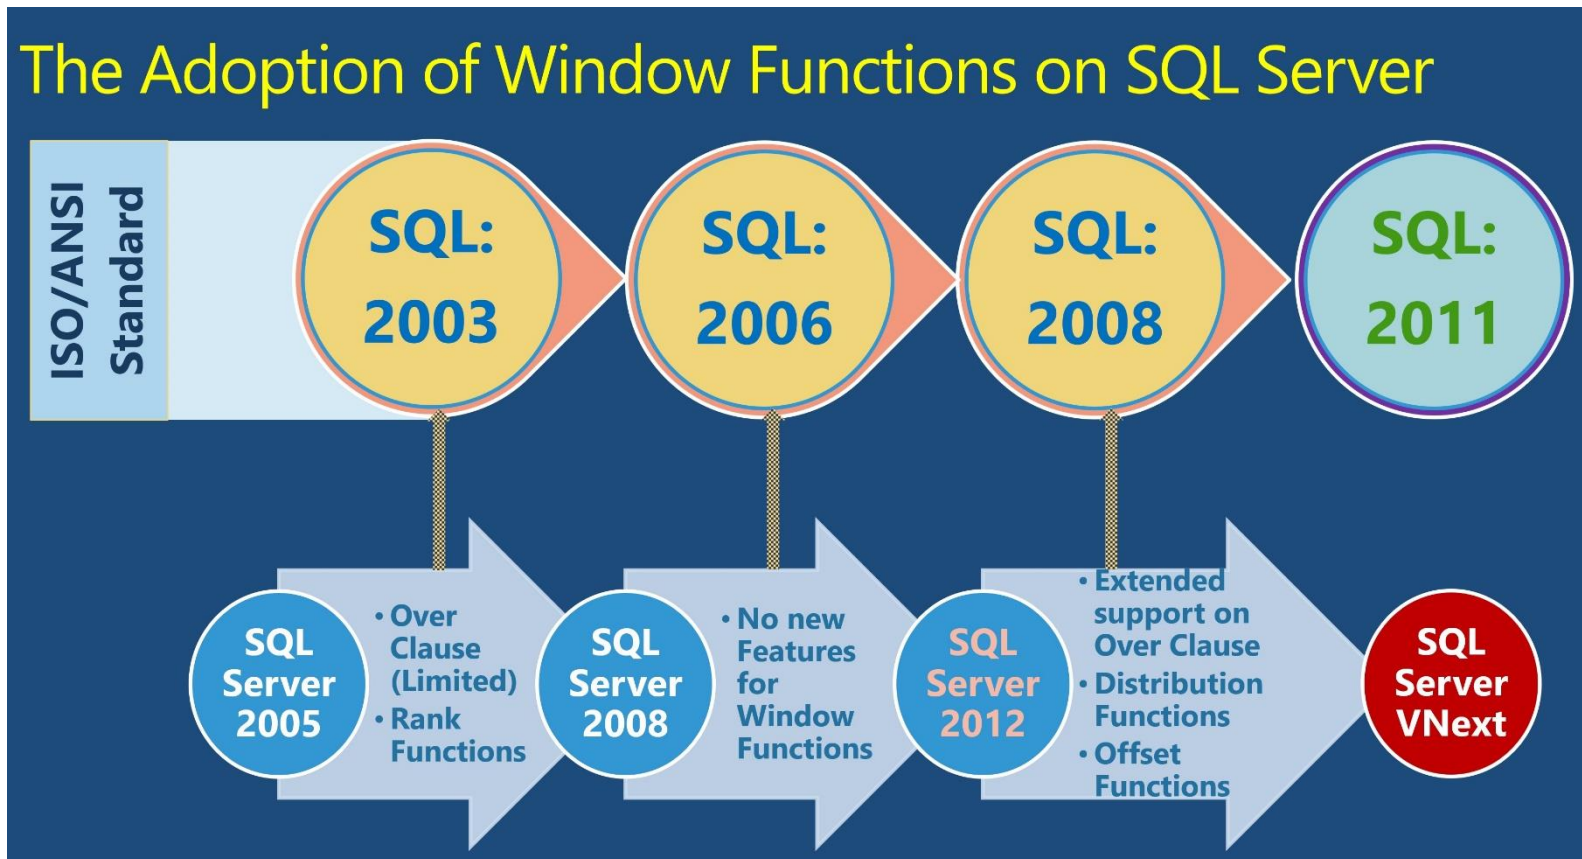 The Adoption of Window Functions on SQL Server
ISO/ANSI
Standard
SQL:
2003
SQL:
2006
SQL:
2008
SQL:
2011
SQL
Server
2005
• Over
Clause
(Limited)
• Rank
Functions
SQL
Server
2008
• No new
Features
for
Window
Functions
SQL
Server
2012
• Extended
support on
Over Clause
• Distribution
Functions
• Offset
Functions
SQL
Server
VNext